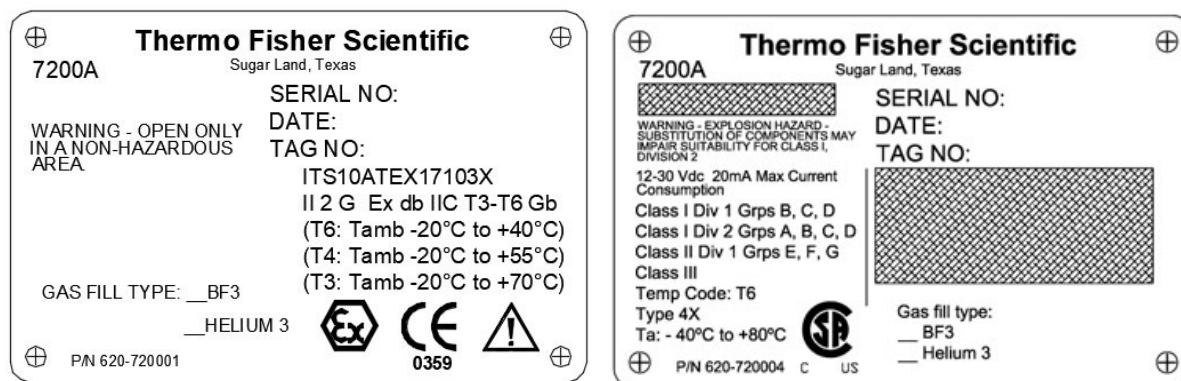 Thermo Fisher Scientific
7200A
Sugar Land, Texas
SERIAL NO:
DATE:
TAG NO:
WARNING - OPEN ONLY
IN A NON-HAZARDOUS
AREA
ITS10ATEX17103X
II 2 G Ex db IIC T3-T6 Gb
(T6: Tamb -20°C to +40°C)
(T4: Tamb -20°C to +55°C)
(T3: Tamb -20°C to +70°C)
GAS FILL TYPE: __BF3
__HELIUM 3
Ex CE
0359
P/N 620-720001
Thermo Fisher Scientific
7200A
Sugar Land, Texas
SERIAL NO:
DATE:
TAG NO:
WARNING - EXPLOSION HAZARD -
SUBSTITUTION OF COMPONENTS MAY
IMPAIR SUITABILITY FOR CLASS I,
DIVISION 2
12-30 Vdc 20mA Max Current
Consumption
Class I Div 1 Grps B, C, D
Class I Div 2 Grps A, B, C, D
Class II Div 1 Grps E, F, G
Class III
Temp Code: T6
Type 4X
Ta: - 40ºC to +80ºC
SA
C US
P/N 620-720004
Gas fill type:
__ BF3
__ Helium 3